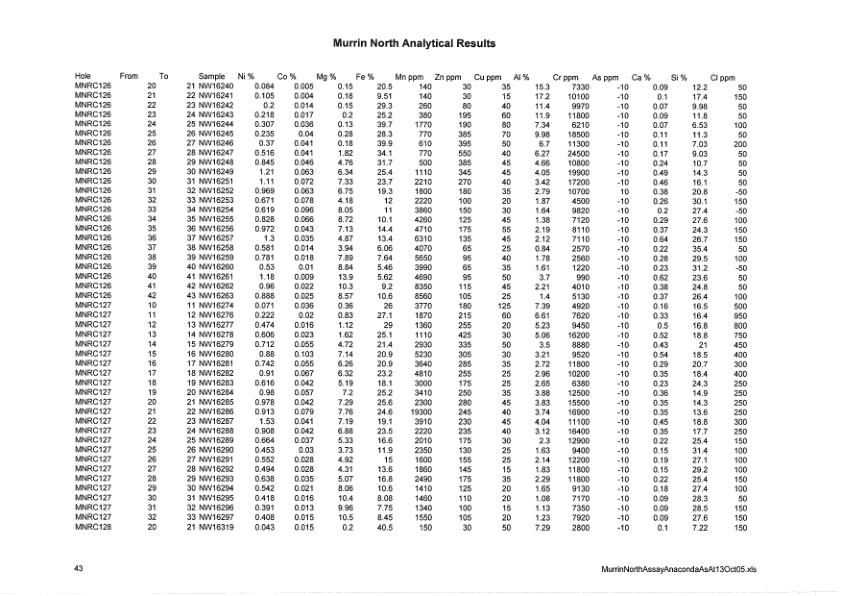 Murrin North Analytical Results
Hole From To Sample Ni % Co % Mg % Fe % Mn ppm Zn ppm Cu ppm Al % Cr ppm As ppm Ca % Si % Cl ppm
MNRC126 20 21 NW16240 0.084 0.005 0.15 20.5 140 30 35 15.3 7330 -10 0.09 12.2 50
MNRC126 21 22 NW16241 0.105 0.004 0.18 9.51 140 30 15 17.2 10100 -10 0.1 17.4 150
MNRC126 22 23 NW16242 0.2 0.014 0.15 29.3 260 80 40 11.4 9970 -10 0.07 9.98 50
MNRC126 23 24 NW16243 0.218 0.017 0.2 25.2 380 195 60 11.9 11800 -10 0.09 11.8 50
MNRC126 24 25 NW16244 0.307 0.036 0.13 39.7 1770 190 80 7.34 6210 -10 0.07 6.53 100
MNRC126 25 26 NW16245 0.235 0.04 0.28 28.3 770 385 70 9.98 18500 -10 0.11 11.3 50
MNRC126 26 27 NW16246 0.37 0.041 0.18 39.9 610 395 50 6.7 11300 -10 0.11 7.03 200
MNRC126 27 28 NW16247 0.516 0.041 1.82 34.1 770 550 40 6.27 24500 -10 0.17 9.03 50
MNRC126 28 29 NW16248 0.845 0.046 4.76 31.7 500 385 45 4.66 10800 -10 0.24 10.7 50
MNRC126 29 30 NW16249 1.21 0.063 6.34 25.4 1110 345 45 4.05 19900 -10 0.49 14.3 50
MNRC126 30 31 NW16251 1.11 0.072 7.33 23.7 2210 270 40 3.42 17200 -10 0.46 16.1 50
MNRC126 31 32 NW16252 0.969 0.063 6.75 19.3 1800 180 35 2.79 10700 10 0.38 20.8 -50
MNRC126 32 33 NW16253 0.671 0.078 4.18 12 2220 100 20 1.87 4500 -10 0.26 30.1 150
MNRC126 33 34 NW16254 0.619 0.096 8.05 11 3860 150 30 1.64 9820 -10 0.2 27.4 -50
MNRC126 34 35 NW16255 0.828 0.066 8.72 10.1 4260 125 45 1.38 7120 -10 0.29 27.6 100
MNRC126 35 36 NW16256 0.972 0.043 7.13 14.4 4710 175 55 2.19 8110 -10 0.37 24.3 150
MNRC126 36 37 NW16257 1.3 0.035 4.87 13.4 6310 135 45 2.12 7110 -10 0.64 26.7 150
MNRC126 37 38 NW16258 0.581 0.014 3.94 6.06 4070 65 25 0.84 2570 -10 0.22 35.4 50
MNRC126 38 39 NW16259 0.781 0.018 7.89 7.64 5650 95 40 1.78 2560 -10 0.28 29.5 100
MNRC126 39 40 NW16260 0.53 0.01 8.84 5.46 3990 65 35 1.61 1220 -10 0.23 31.2 -50
MNRC126 40 41 NW16261 1.18 0.009 13.9 5.62 4690 95 50 3.7 990 -10 0.62 23.6 50
MNRC126 41 42 NW16262 0.96 0.022 10.3 9.2 8350 115 45 2.21 4010 -10 0.38 24.8 50
MNRC126 42 43 NW16263 0.888 0.025 8.57 10.6 8560 105 25 1.4 5130 -10 0.37 26.4 100
MNRC127 10 11 NW16274 0.071 0.036 0.36 26 3770 180 125 7.39 4920 -10 0.16 16.5 500
MNRC127 11 12 NW16276 0.222 0.02 0.83 27.1 1870 215 60 6.61 7620 -10 0.33 16.4 950
MNRC127 12 13 NW16277 0.474 0.016 1.12 29 1360 255 20 5.23 9450 -10 0.5 16.8 800
MNRC127 13 14 NW16278 0.606 0.023 1.62 25.1 1110 425 30 5.06 16200 -10 0.52 18.8 750
MNRC127 14 15 NW16279 0.712 0.055 4.72 21.4 2930 335 50 3.5 8880 -10 0.43 21 450
MNRC127 15 16 NW16280 0.88 0.103 7.14 20.9 5230 305 30 3.21 9520 -10 0.54 18.5 400
MNRC127 16 17 NW16281 0.742 0.055 6.26 20.9 3640 285 35 2.72 11800 -10 0.29 20.7 300
MNRC127 17 18 NW16282 0.91 0.067 6.32 23.2 4810 255 25 2.96 10200 -10 0.35 18.4 400
MNRC127 18 19 NW16283 0.616 0.042 5.19 18.1 3000 175 25 2.65 6380 -10 0.23 24.3 250
MNRC127 19 20 NW16284 0.98 0.057 7.2 25.2 3410 250 35 3.88 12500 -10 0.36 14.9 250
MNRC127 20 21 NW16285 0.978 0.042 7.29 25.6 2300 280 45 3.83 15500 -10 0.35 14.3 250
MNRC127 21 22 NW16286 0.913 0.079 7.76 24.6 19300 245 40 3.74 16900 -10 0.35 13.6 250
MNRC127 22 23 NW16287 1.53 0.041 7.19 19.1 3910 230 45 4.04 11100 -10 0.45 18.8 300
MNRC127 23 24 NW16288 0.908 0.042 6.88 23.5 2220 235 40 3.12 16400 -10 0.35 17.7 250
MNRC127 24 25 NW16289 0.664 0.037 5.33 16.6 2010 175 30 2.3 12900 -10 0.22 25.4 150
MNRC127 25 26 NW16290 0.453 0.03 3.73 11.9 2350 130 25 1.63 9400 -10 0.15 31.4 100
MNRC127 26 27 NW16291 0.552 0.028 4.92 15 1600 155 25 2.14 12200 -10 0.19 27.1 100
MNRC127 27 28 NW16292 0.494 0.028 4.31 13.6 1860 145 15 1.83 11800 -10 0.15 29.2 100
MNRC127 28 29 NW16293 0.638 0.035 5.07 16.8 2490 175 35 2.29 11800 -10 0.22 25.4 150
MNRC127 29 30 NW16294 0.542 0.021 8.06 10.6 1410 125 20 1.65 9130 -10 0.18 27.4 100
MNRC127 30 31 NW16295 0.418 0.016 10.4 8.08 1460 110 20 1.08 7170 -10 0.09 28.3 50
MNRC127 31 32 NW16296 0.391 0.013 9.96 7.75 1340 100 15 1.13 7350 -10 0.09 28.5 150
MNRC127 32 33 NW16297 0.408 0.015 10.5 8.45 1550 105 20 1.23 7920 -10 0.09 27.6 150
MNRC128 20 21 NW16319 0.043 0.015 0.2 40.5 150 30 50 7.29 2800 -10 0.1 7.22 150
43 MurrinNorthAssayAnacondaAsAt13Oct05.xls